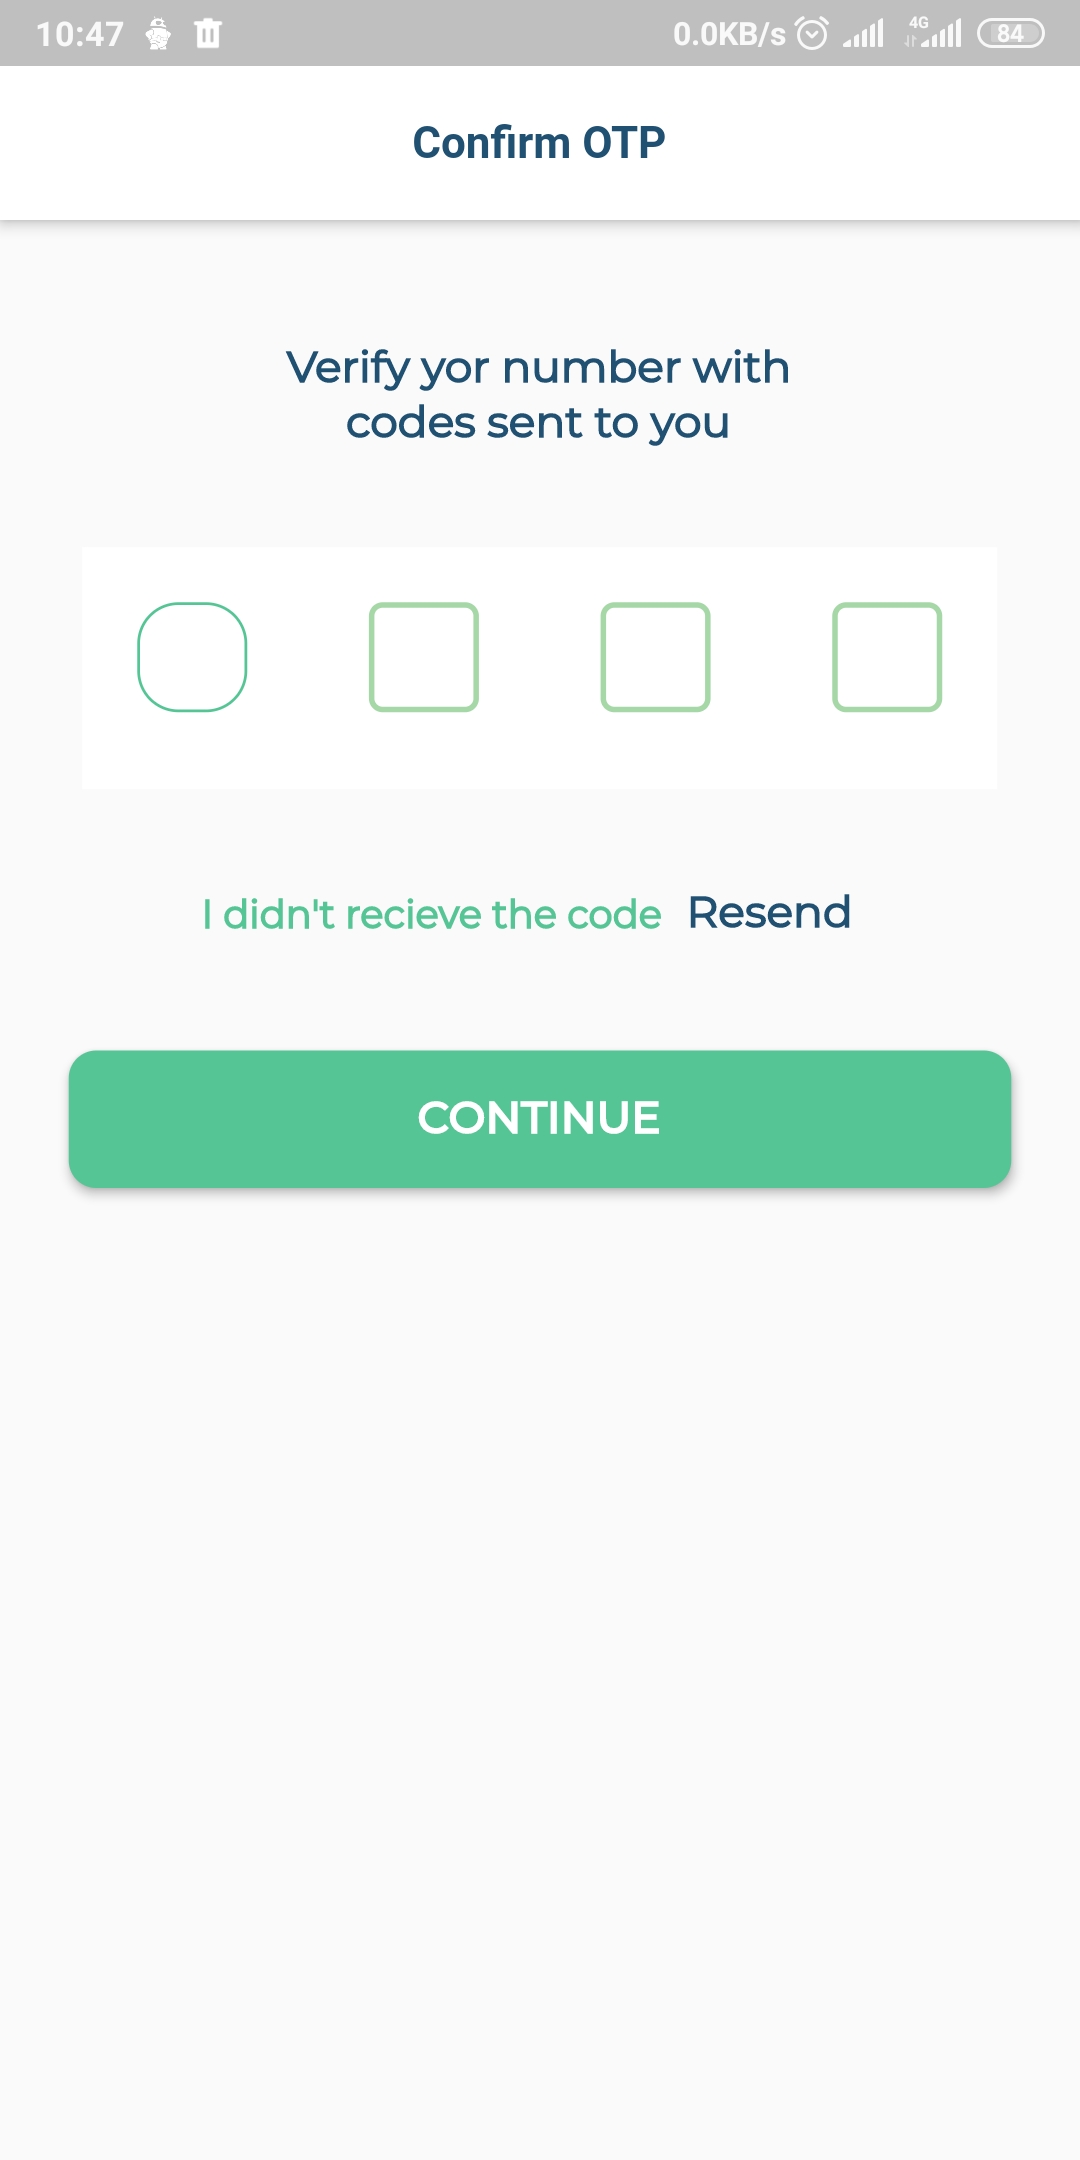 10:47 0.0KB/s 4G 84
Confirm OTP
Verify yor number with
codes sent to you
I didn't recieve the code Resend
CONTINUE